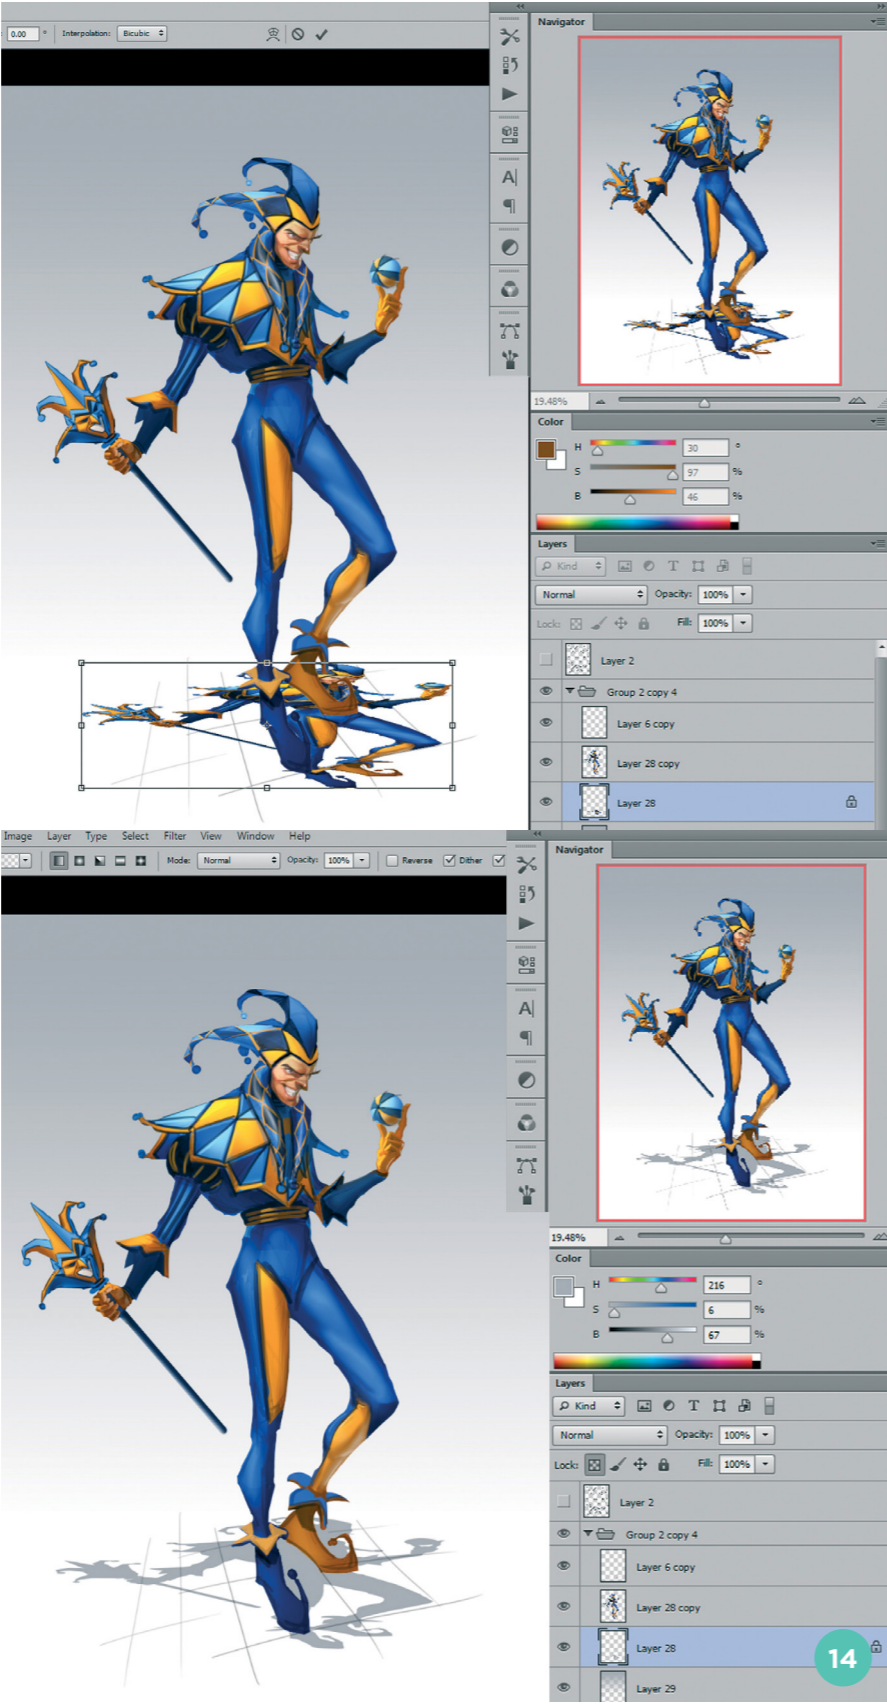 0.00 ° Interpolation: Bicubic
Navigator
19.48%
Color
H 30 °
S 97 %
B 46 %
Layers
Kind
Normal Opacity: 100%
Lock: Fill: 100%
Layer 2
Group 2 copy 4
Layer 6 copy
Layer 28 copy
Layer 28
Image Layer Type Select Filter View Window Help
Mode: Normal Opacity: 100% Reverse Dither
Navigator
19.48%
Color
H 216 °
S 6 %
B 67 %
Layers
Kind
Normal Opacity: 100%
Lock: Fill: 100%
Layer 2
Group 2 copy 4
Layer 6 copy
Layer 28 copy
Layer 28
14
Layer 29